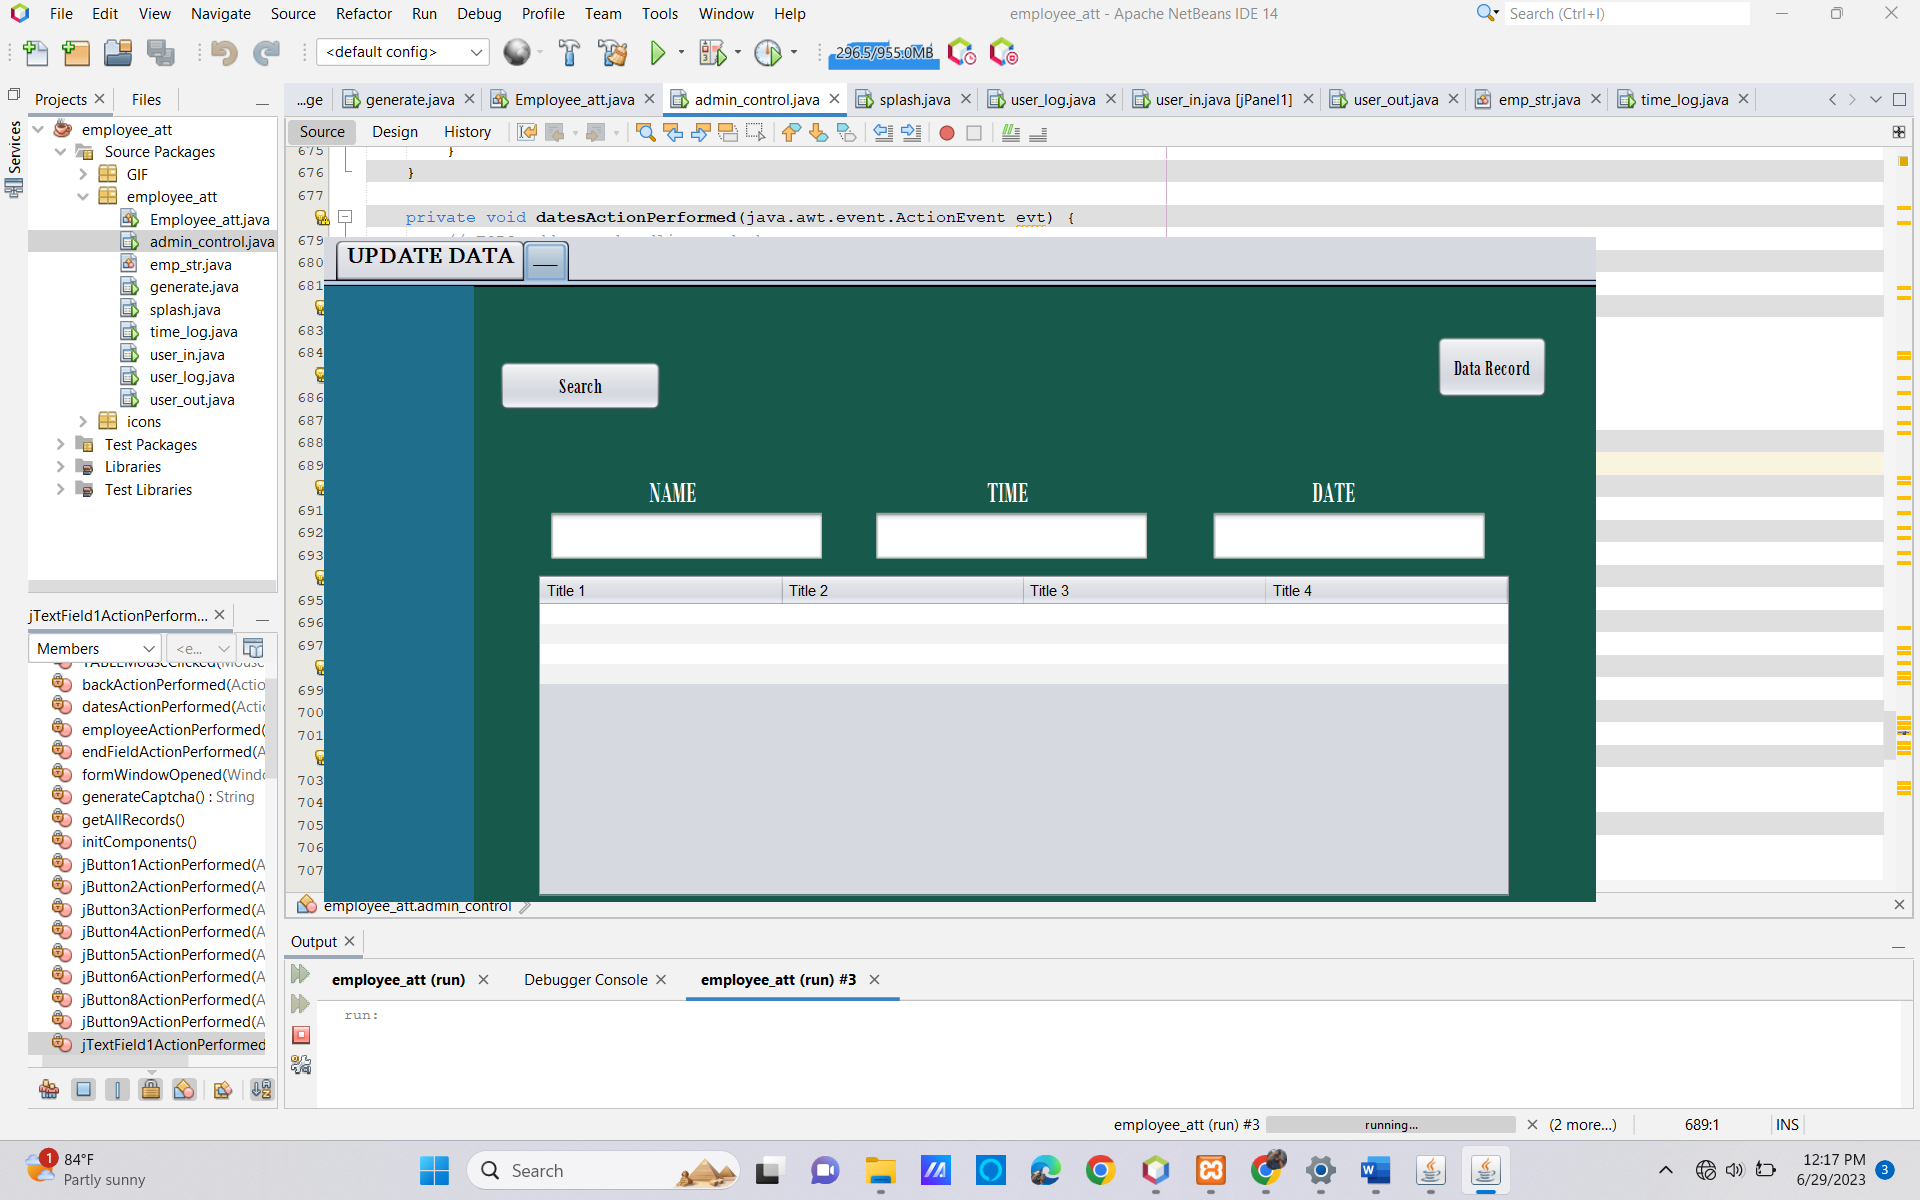 File Edit View Navigate Source Refactor Run Debug Profile Team Tools Window Help
employee_att - Apache NetBeans IDE 14
Search (Ctrl+I)
<default config>
296.5/955.0MB
Projects
Files
...ge
generate.java
Employee_att.java
admin_control.java
splash.java
user_log.java
user_in.java [jPanel1]
user_out.java
emp_str.java
time_log.java
Services
Source Design History
employee_att
Source Packages
GIF
employee_att
Employee_att.java
admin_control.java
emp_str.java
generate.java
splash.java
time_log.java
user_in.java
user_log.java
user_out.java
icons
Test Packages
Libraries
Test Libraries
675 }
676 }
677
private void datesActionPerformed(java.awt.event.ActionEvent evt) {
679
680
681
683
684
686
687
688
689
691
692
693
695
696
697
699
700
701
703
704
705
706
707
UPDATE DATA
Search
Data Record
NAME TIME DATE
Title 1 Title 2 Title 3 Title 4
employee_att.admin_control
jTextField1ActionPerform...
Members
<e...
TABLEMouseClicked(Mouse
backActionPerformed(Actio
datesActionPerformed(Actic
employeeActionPerformed(
endFieldActionPerformed(A
formWindowOpened(Windo
generateCaptcha() : String
getAllRecords()
initComponents()
jButton1ActionPerformed(A
jButton2ActionPerformed(A
jButton3ActionPerformed(A
jButton4ActionPerformed(A
jButton5ActionPerformed(A
jButton6ActionPerformed(A
jButton8ActionPerformed(A
jButton9ActionPerformed(A
jTextField1ActionPerformed
Output
employee_att (run)
Debugger Console
employee_att (run) #3
run:
employee_att (run) #3
running...
(2 more...)
689:1
INS
1
84°F
Partly sunny
Search
12:17 PM
6/29/2023
3